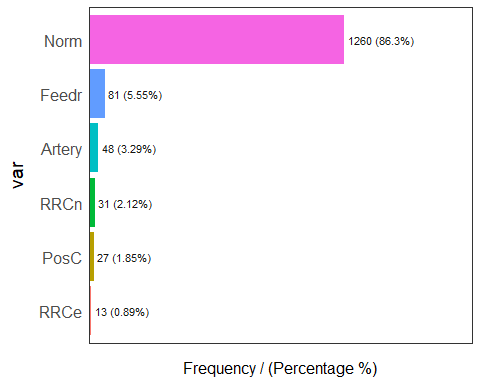 Norm 1260 (86.3%)
Feedr 81 (5.55%)
Artery 48 (3.29%)
RRCn 31 (2.12%)
PosC 27 (1.85%)
RRCe 13 (0.89%)
var
Frequency / (Percentage %)